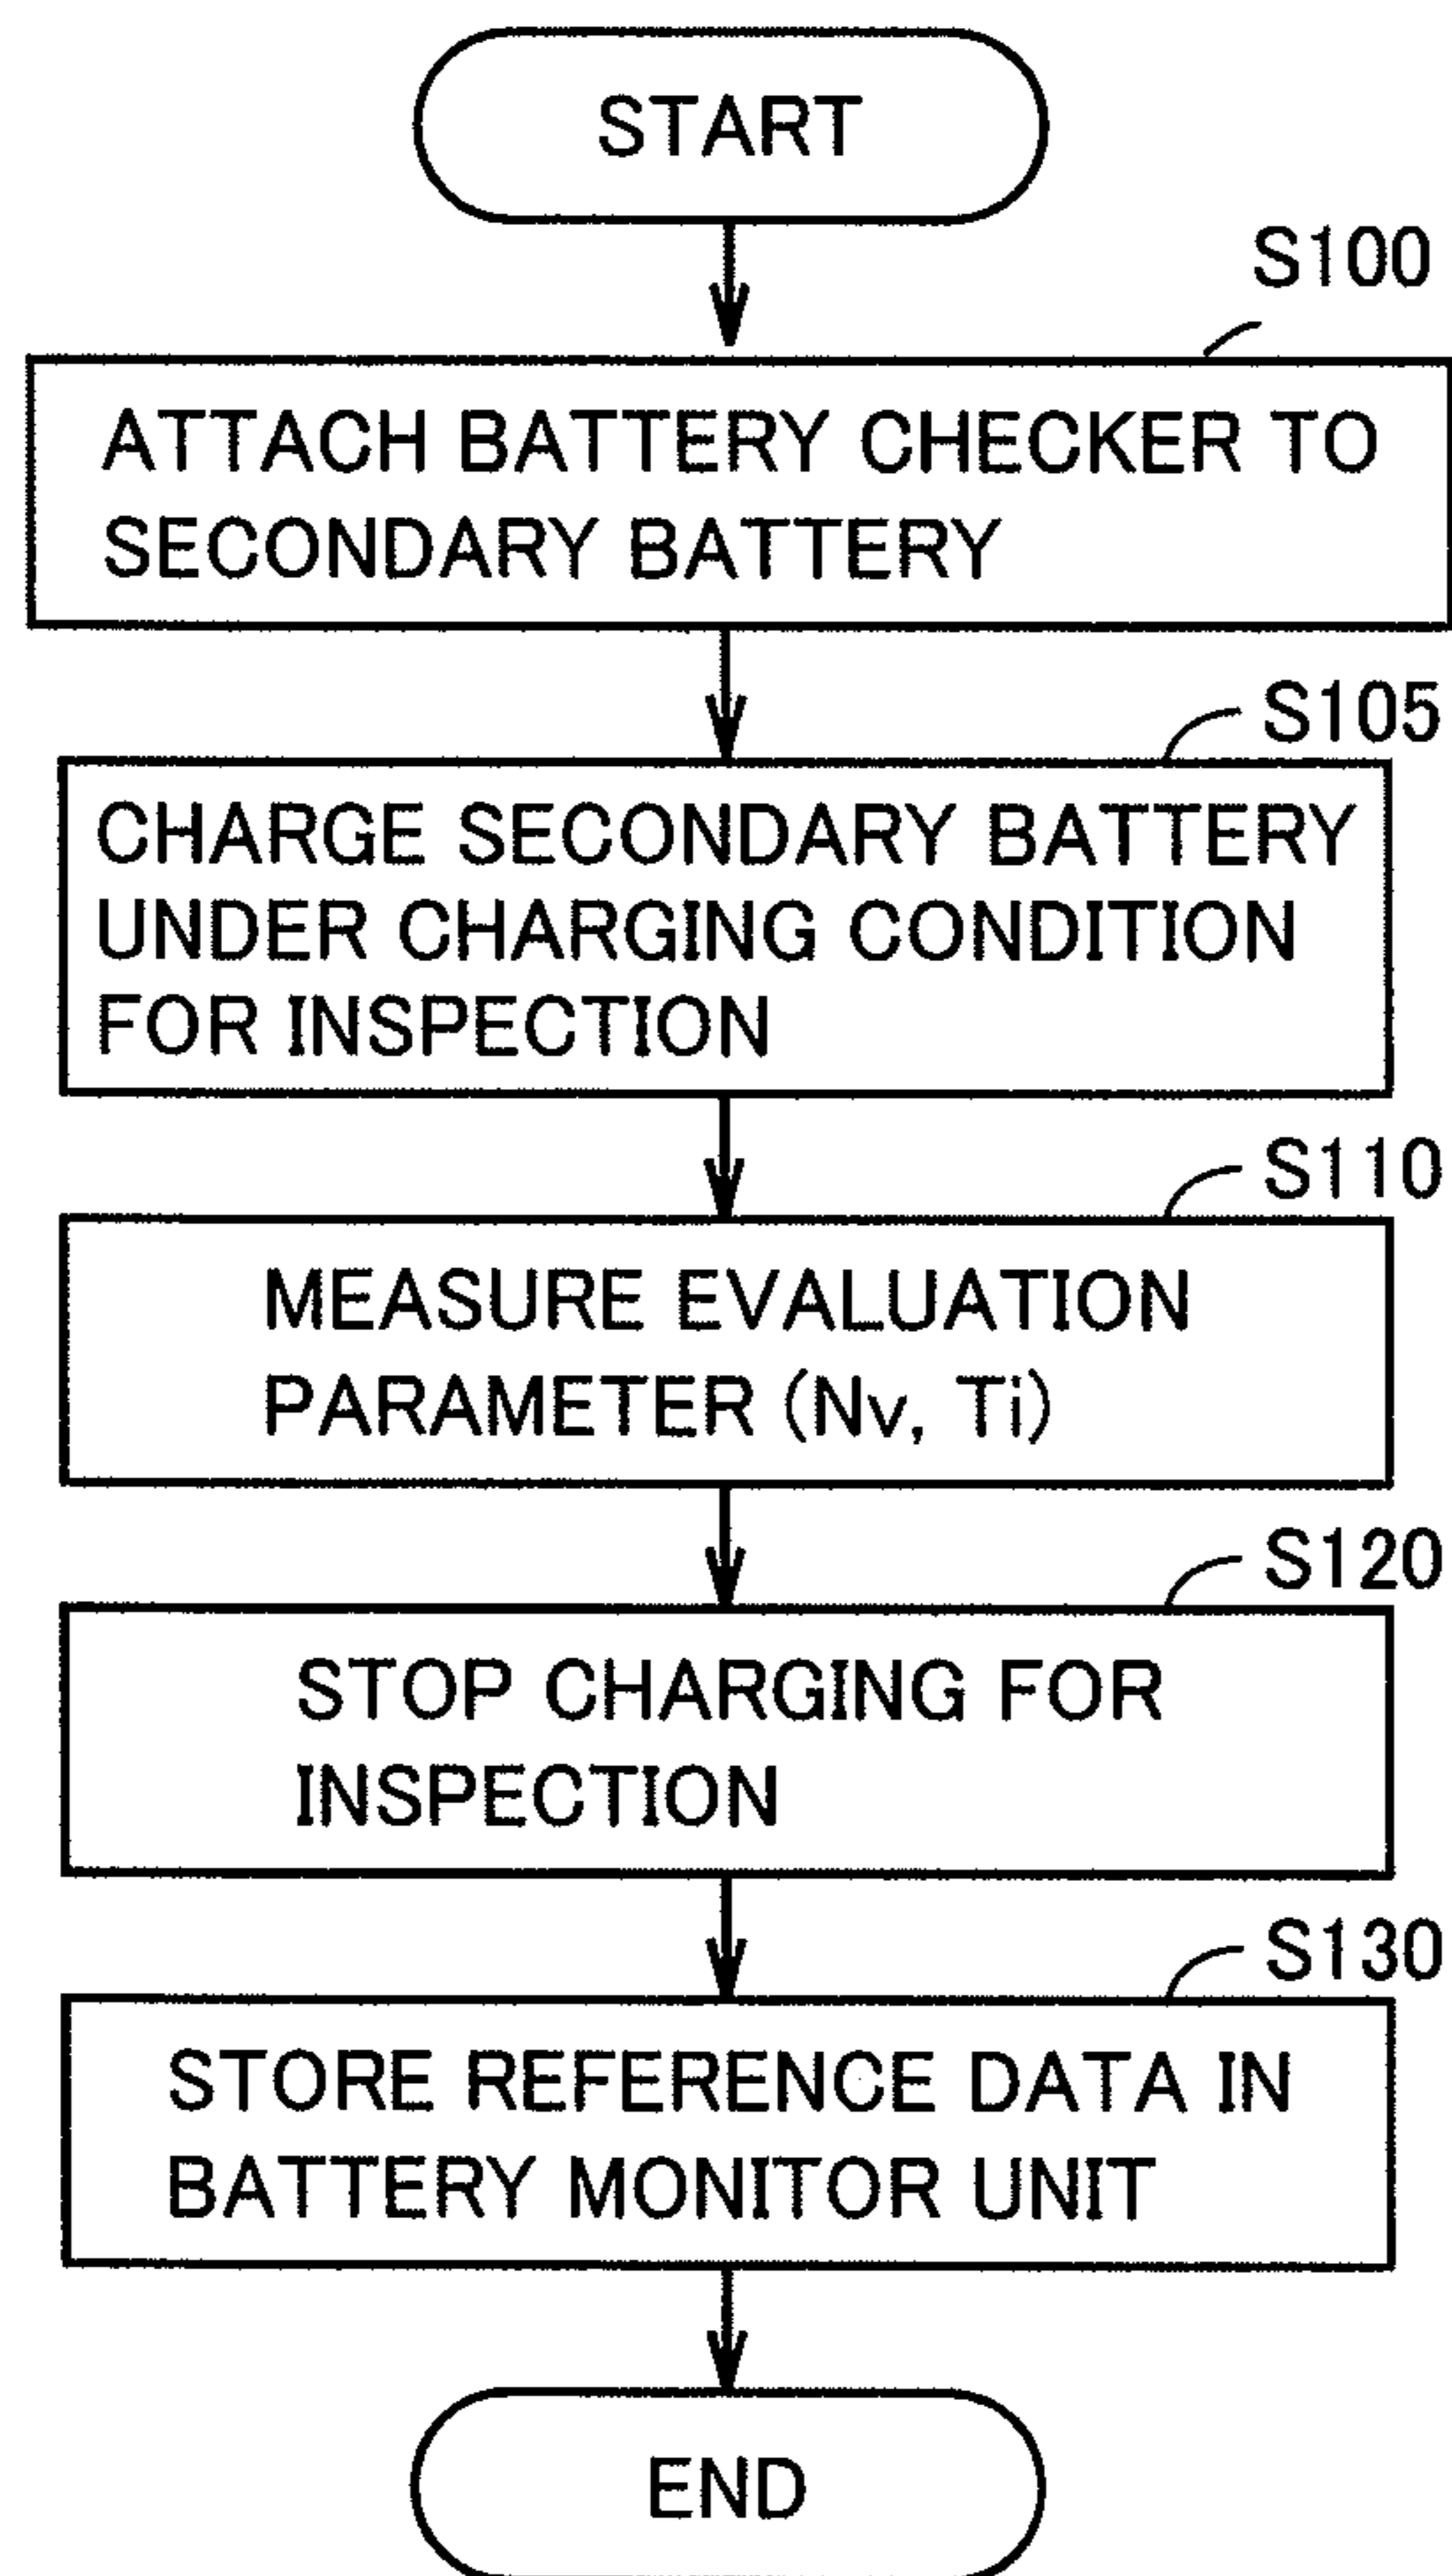 START
S100
ATTACH BATTERY CHECKER TO
SECONDARY BATTERY
S105
CHARGE SECONDARY BATTERY
UNDER CHARGING CONDITION
FOR INSPECTION
S110
MEASURE EVALUATION
PARAMETER (Nv, Ti)
S120
STOP CHARGING FOR
INSPECTION
S130
STORE REFERENCE DATA IN
BATTERY MONITOR UNIT
END